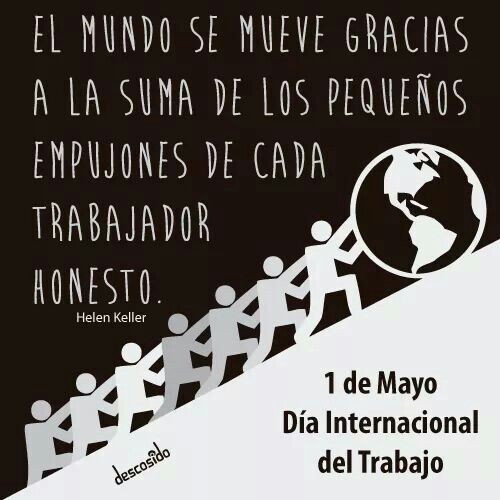 EL MUNDO SE MUEVE GRACIAS
A LA SUMA DE LOS PEQUEÑOS
EMPUJONES DE CADA
TRABAJADOR
HONESTO.
Helen Keller
1 de Mayo
Día Internacional
del Trabajo
descosido